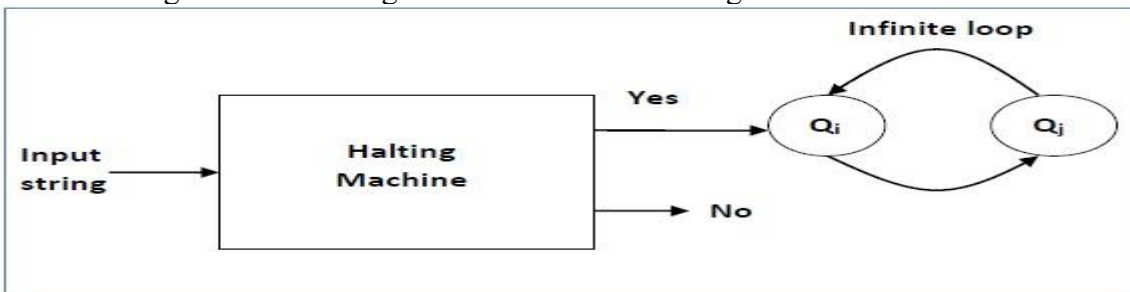 Infinite loop
Yes
Qi
Qj
Input
string
Halting
Machine
No